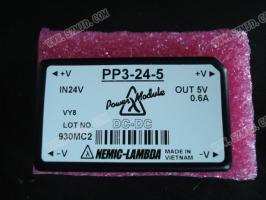 PP3-24-5
+V
+V
IN24V
OUT 5V
0.6A
Power Module
VY8
DC-DC
LOT NO.
930MC2
NEMIC-LAMBDA
MADE IN
VIETNAM
-V
-V